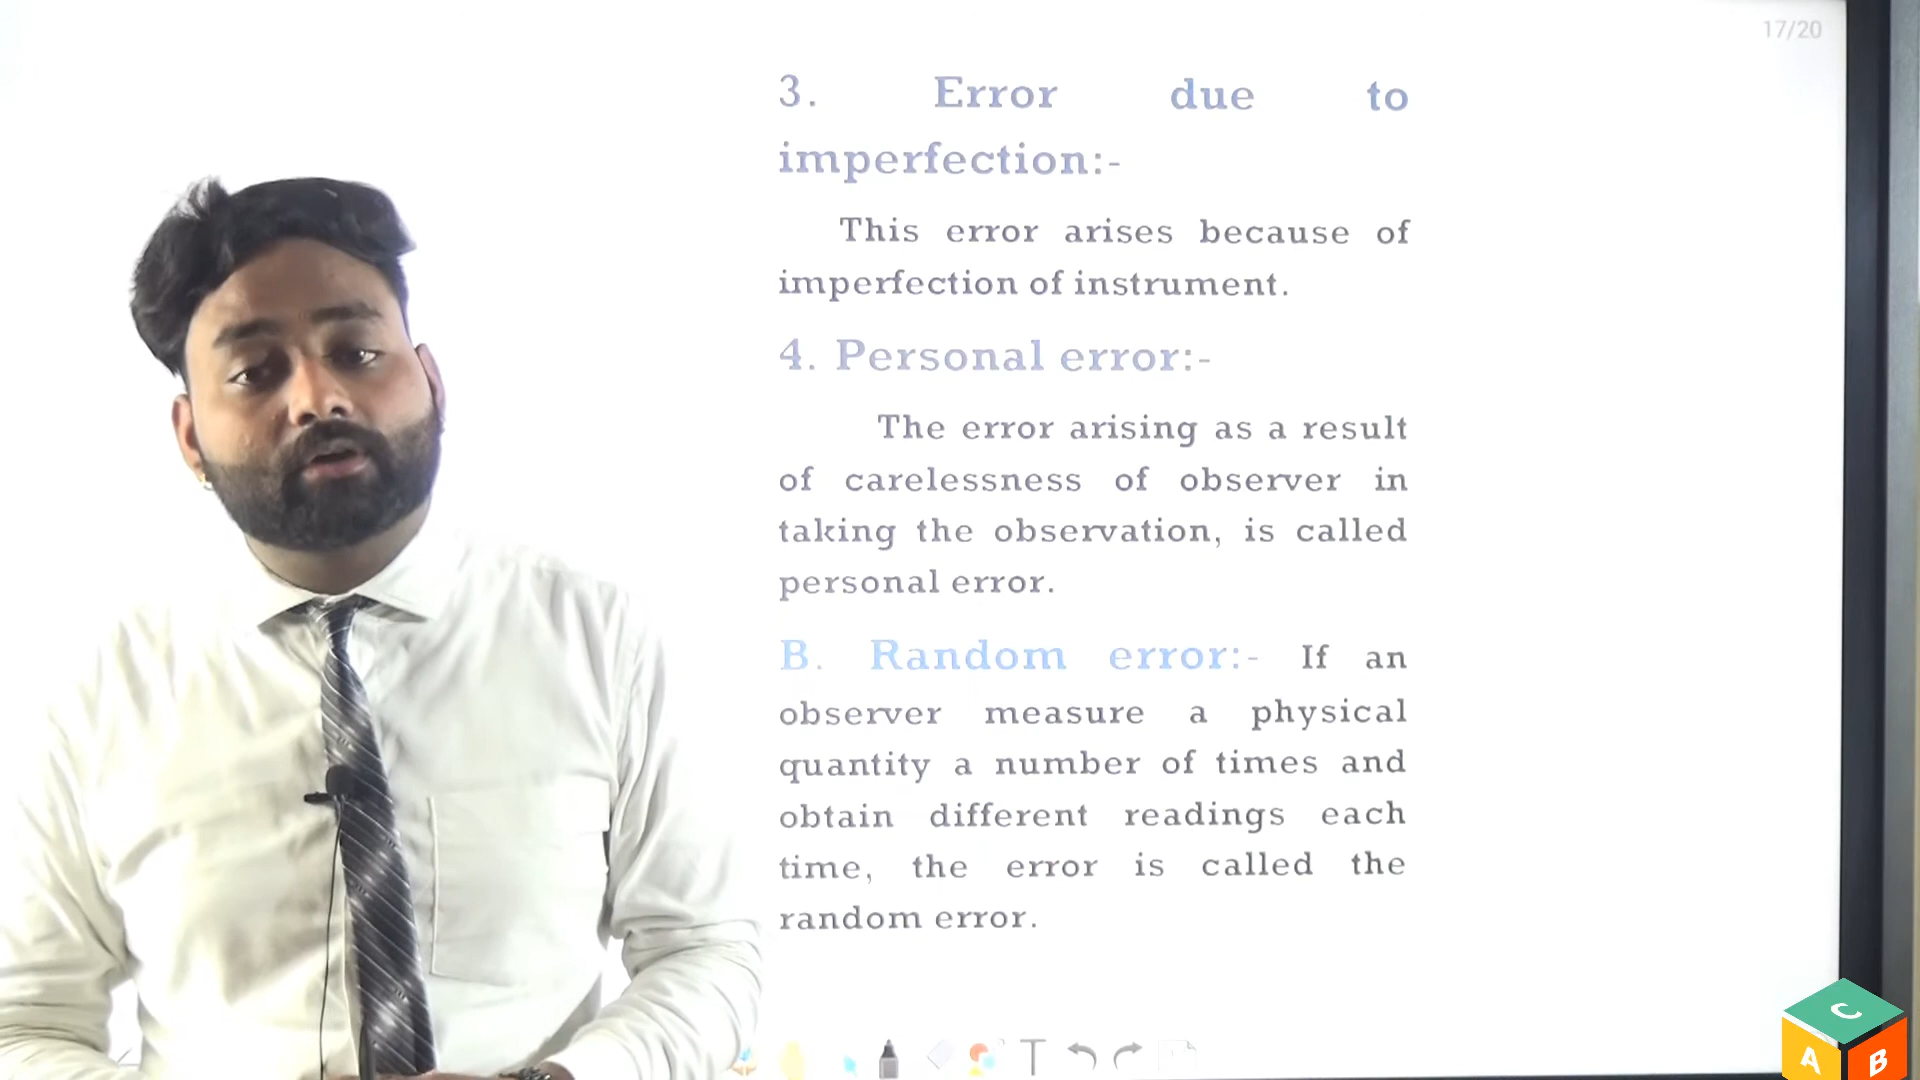 17/20
3. Error due to
imperfection:-
This error arises because of
imperfection of instrument.
4. Personal error:-
The error arising as a result
of carelessness of observer in
taking the observation, is called
personal error.
B. Random error:- If an
observer measure a physical
quantity a number of times and
obtain different readings each
time, the error is called the
random error.
T
C
A B